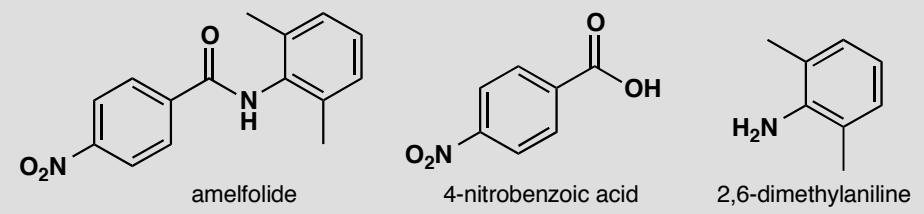 O
N
H
O₂N
amelfolide
O
OH
O₂N
4-nitrobenzoic acid
H₂N
2,6-dimethylaniline